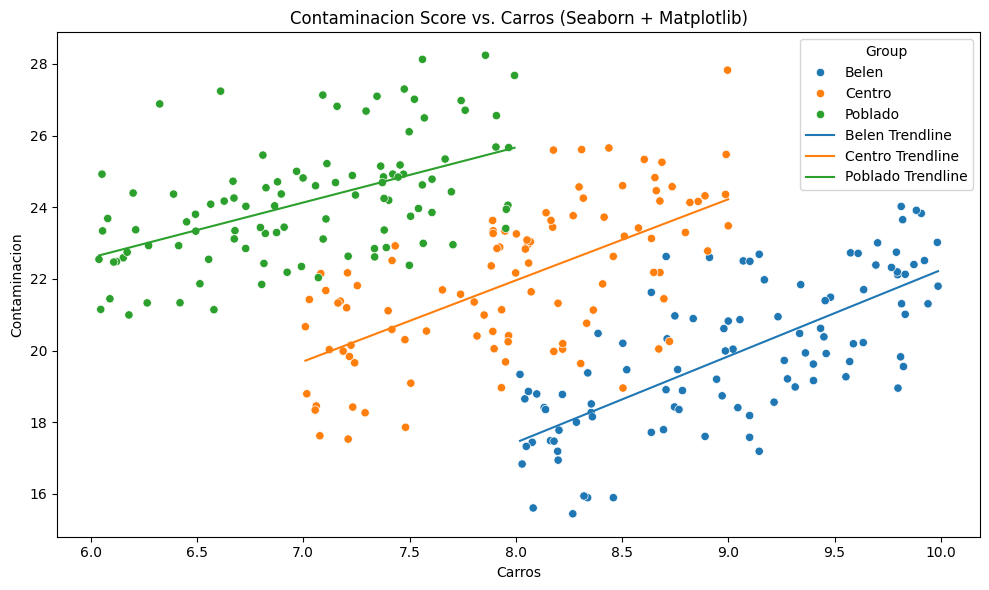 Contaminacion Score vs. Carros (Seaborn + Matplotlib)
Contaminacion
28
26
24
22
20
18
16
6.0 6.5 7.0 7.5 8.0 8.5 9.0 9.5 10.0
Carros
Group
Belen
Centro
Poblado
Belen Trendline
Centro Trendline
Poblado Trendline